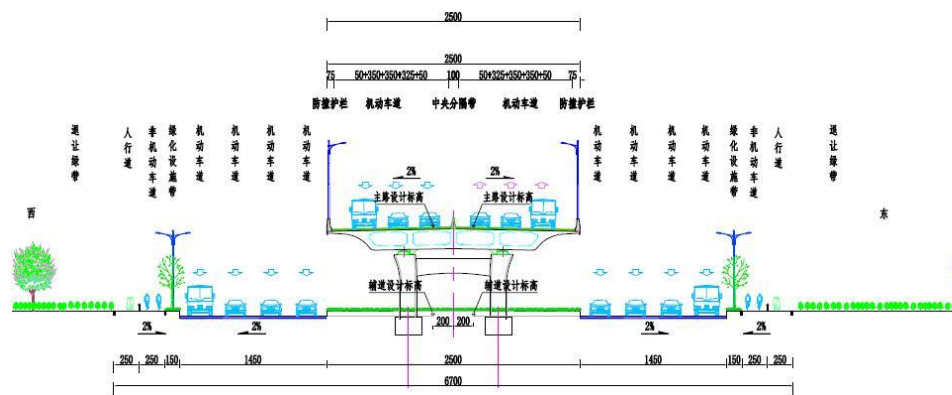 2500
2500
75 50+350+350+325+50 100 50+325+350+350+50 75
防撞护栏 机动车道 中央分隔带 机动车道 防撞护栏
退让绿带 人行道 非机动车道 绿化设施带 机动车道 机动车道 机动车道 机动车道 机动车道 机动车道 机动车道 机动车道 绿化设施带 非机动车道 人行道 退让绿带
2% 2%
主路设计标高 主路设计标高
西 东
辅道设计标高 辅道设计标高
200 200
2% 2% 2% 2%
250 250 150 1450 2500 1450 150 250 250
6700